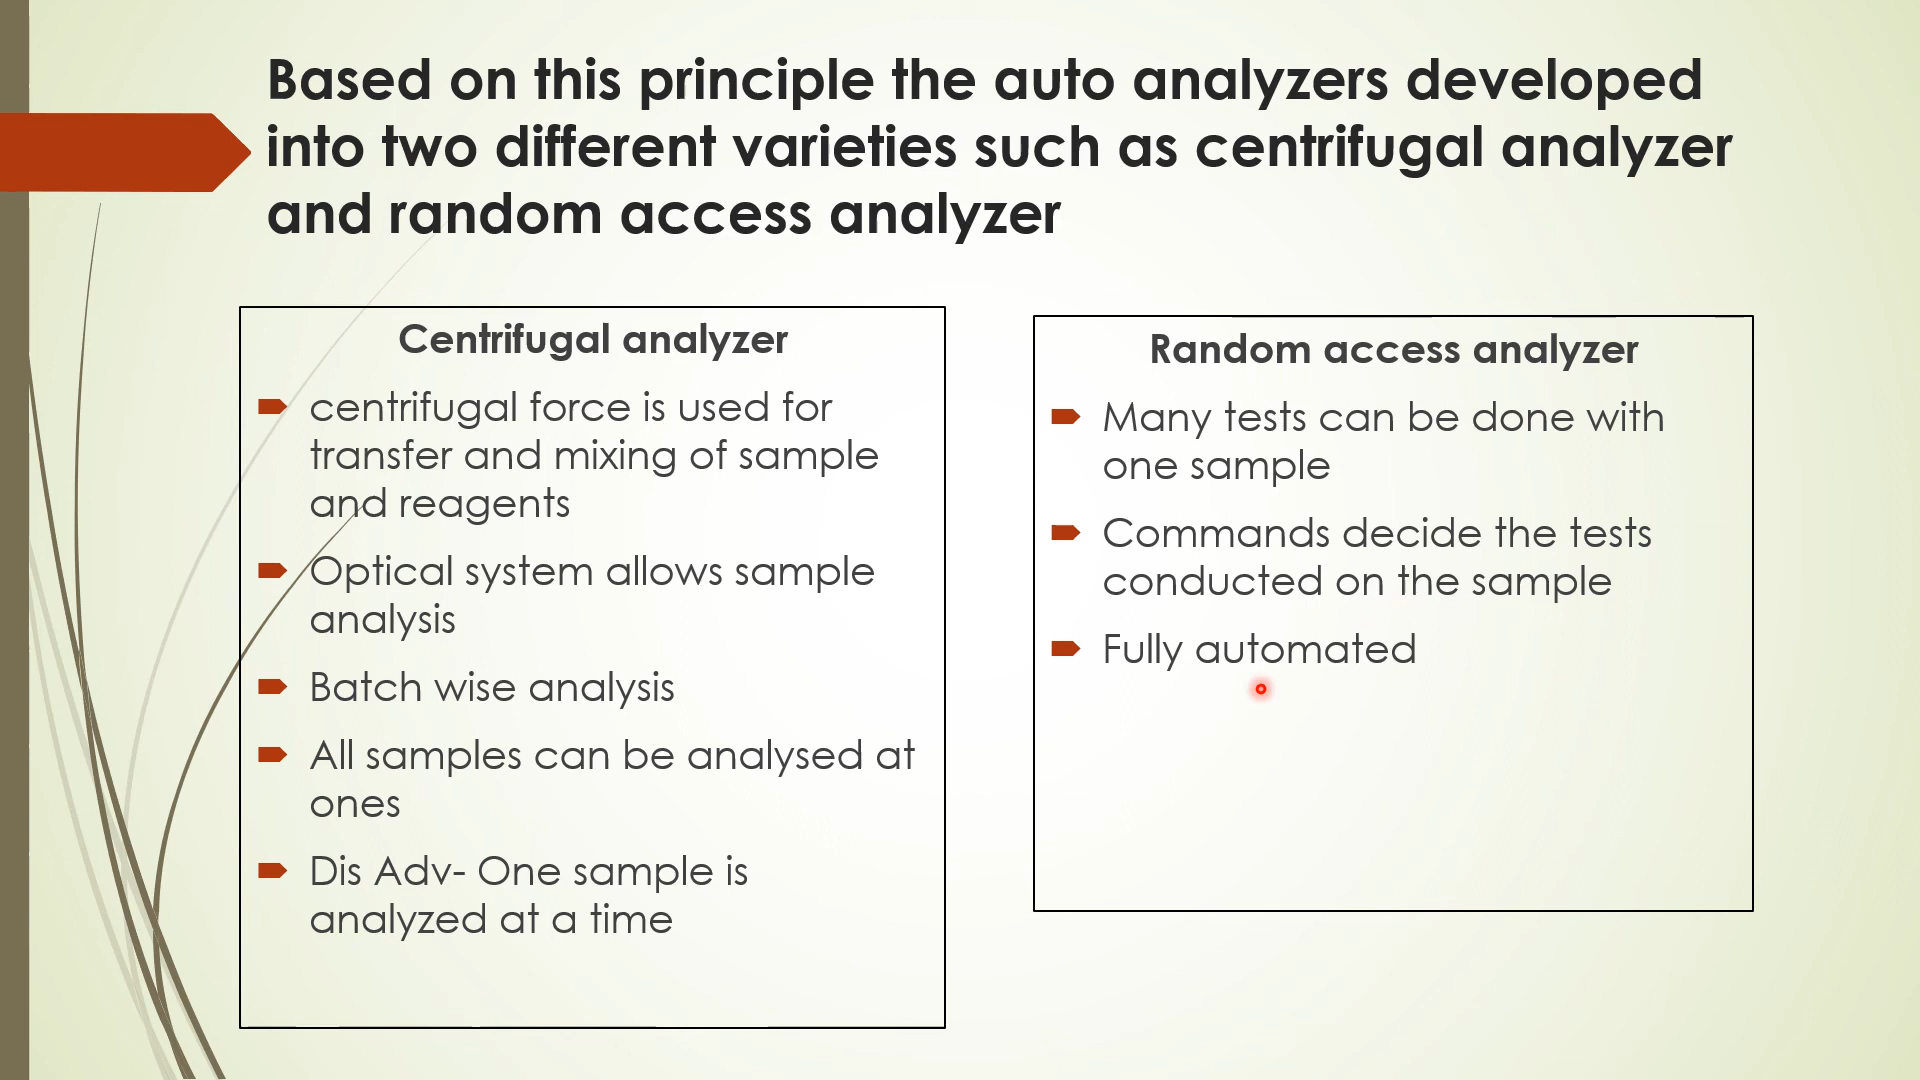 Based on this principle the auto analyzers developed
into two different varieties such as centrifugal analyzer
and random access analyzer
Centrifugal analyzer
centrifugal force is used for
transfer and mixing of sample
and reagents
Optical system allows sample
analysis
Batch wise analysis
All samples can be analysed at
ones
Dis Adv- One sample is
analyzed at a time
Random access analyzer
Many tests can be done with
one sample
Commands decide the tests
conducted on the sample
Fully automated